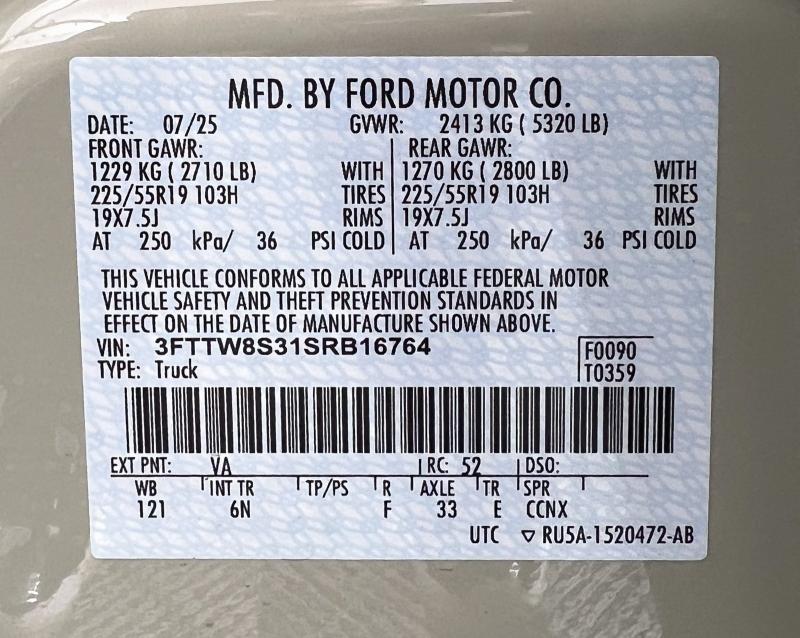 MFD. BY FORD MOTOR CO.
DATE: 07/25 GVWR: 2413 KG ( 5320 LB)
FRONT GAWR: REAR GAWR:
1229 KG ( 2710 LB) WITH 1270 KG ( 2800 LB) WITH
225/55R19 103H TIRES 225/55R19 103H TIRES
19X7.5J RIMS 19X7.5J RIMS
AT 250 kPa/ 36 PSI COLD AT 250 kPa/ 36 PSI COLD
THIS VEHICLE CONFORMS TO ALL APPLICABLE FEDERAL MOTOR
VEHICLE SAFETY AND THEFT PREVENTION STANDARDS IN
EFFECT ON THE DATE OF MANUFACTURE SHOWN ABOVE.
VIN: 3FTTW8S31SRB16764 F0090
TYPE: Truck T0359
EXT PNT: VA RC: 52 DSO:
WB INT TR TP/PS R AXLE TR SPR
121 6N F 33 E CCNX
UTC ▽ RU5A-1520472-AB